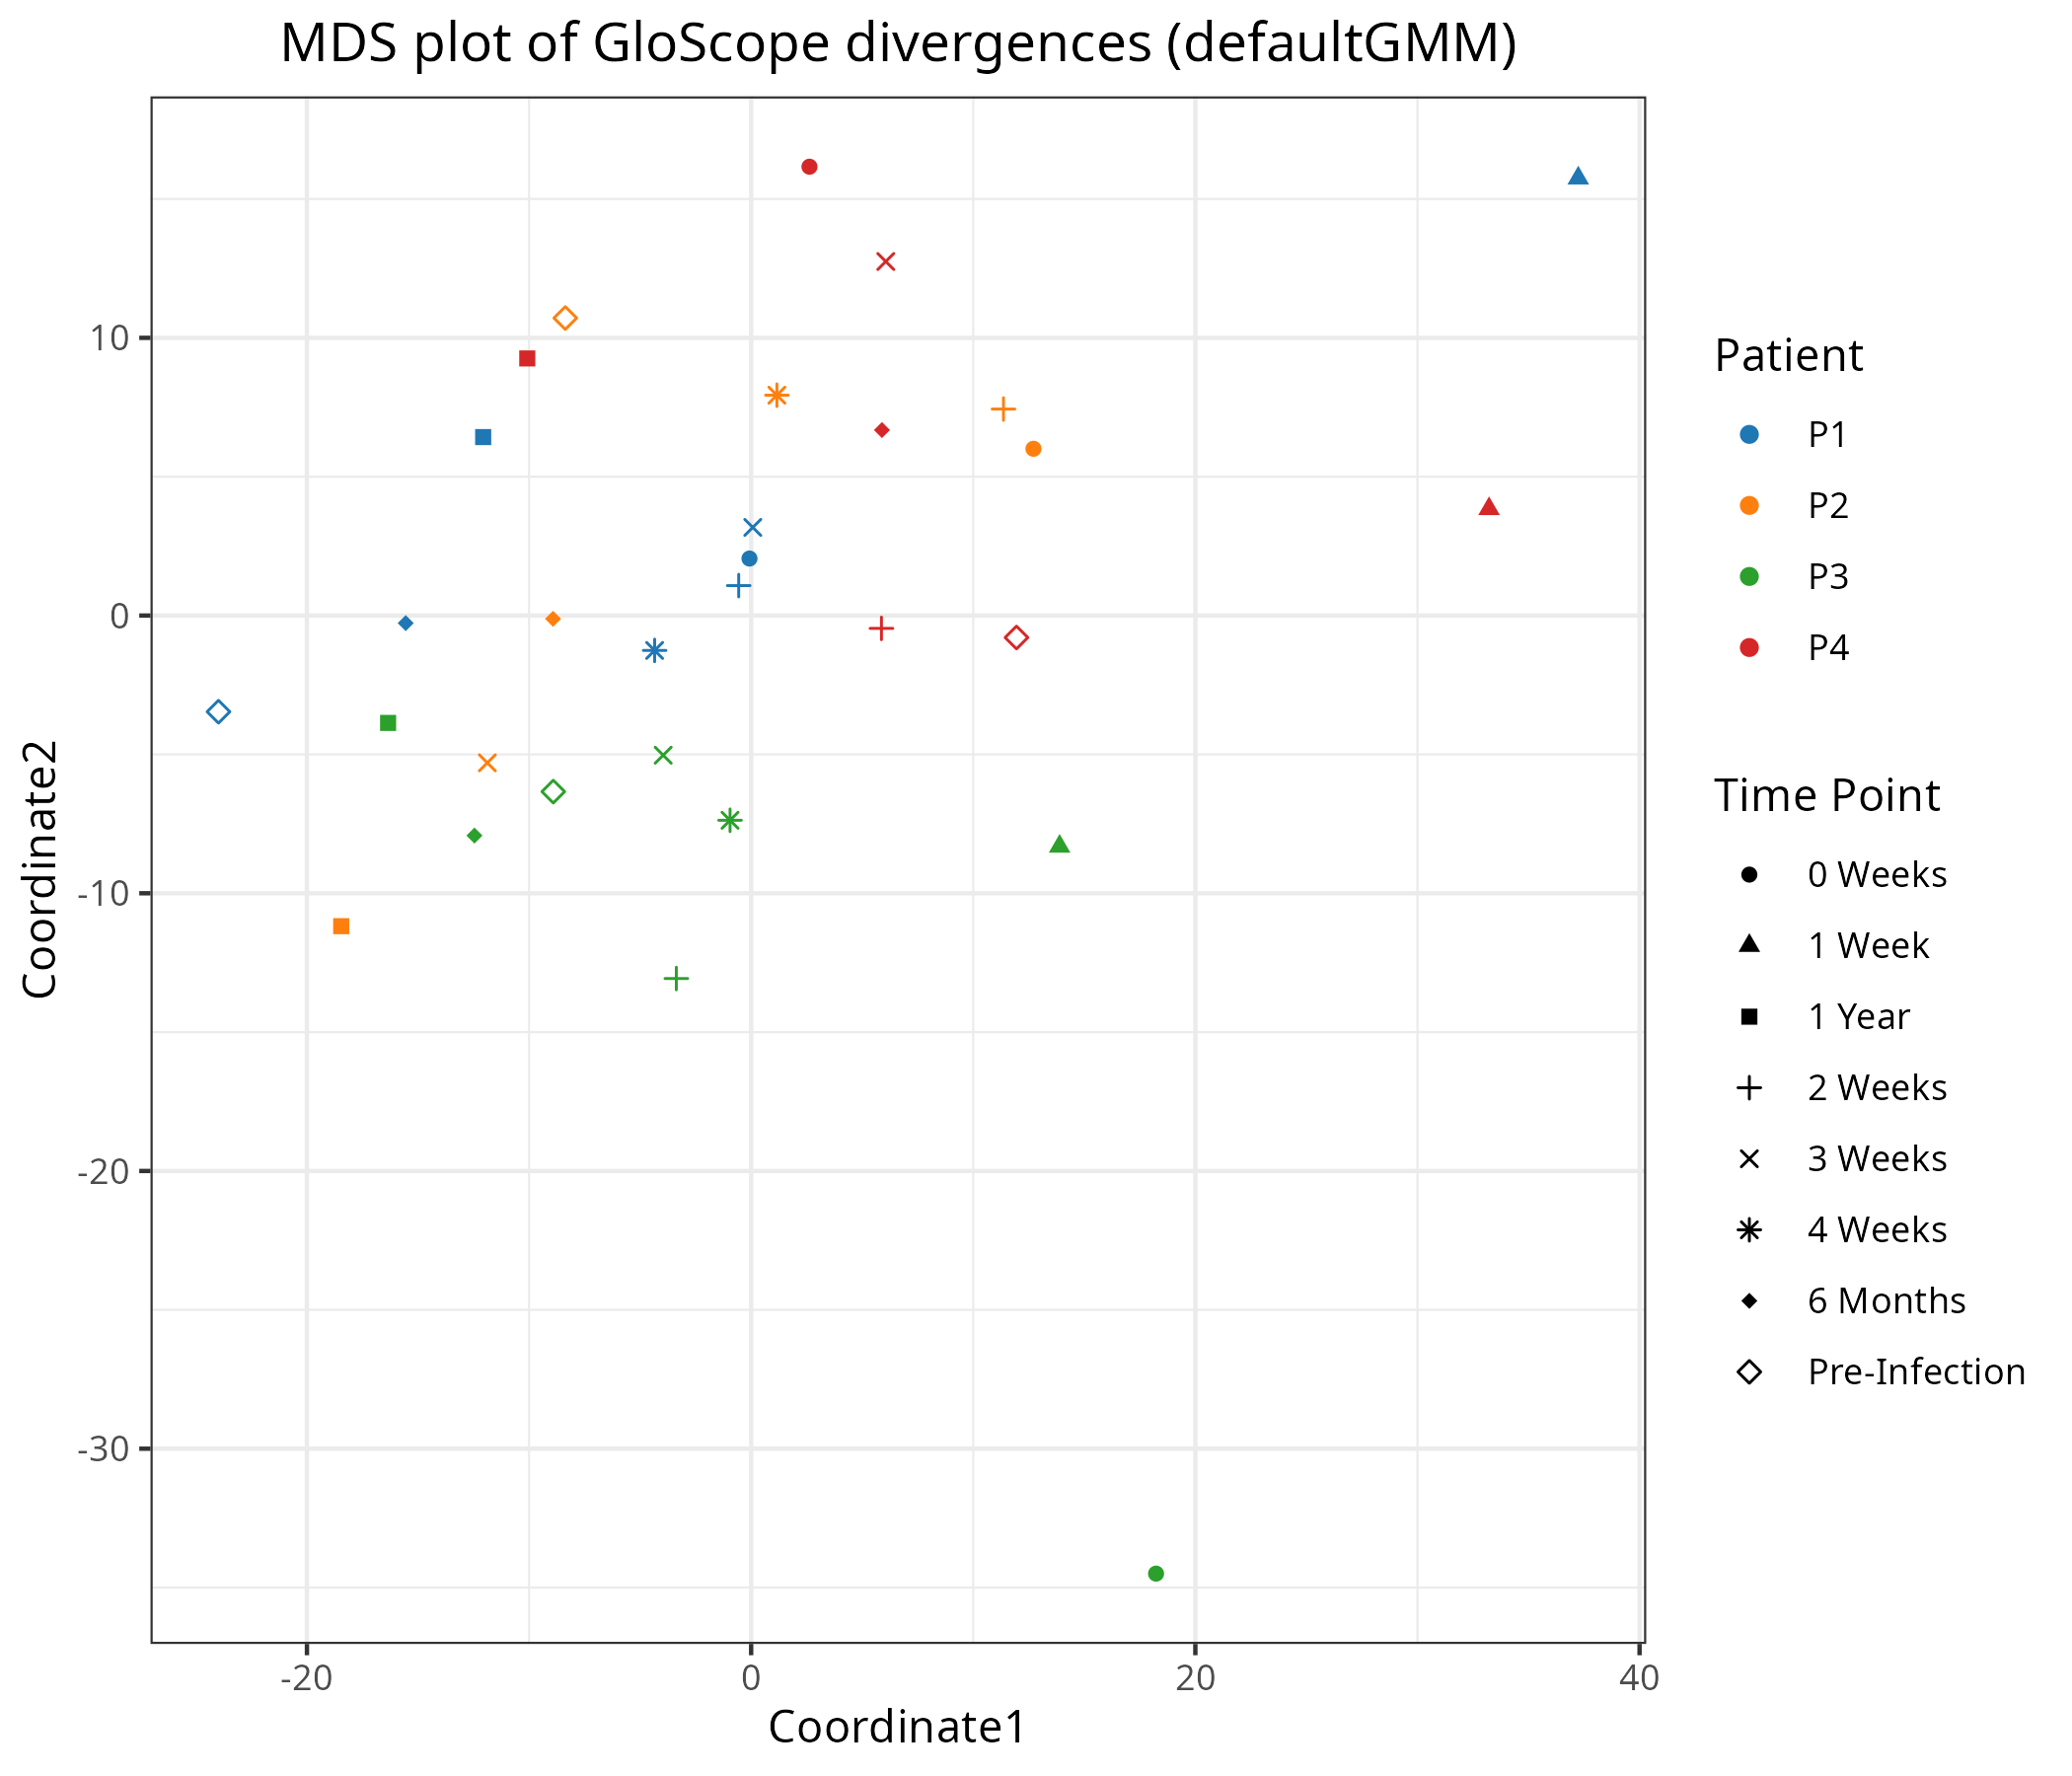 MDS plot of GloScope divergences (defaultGMM)
10
0
-10
-20
-30
Coordinate2
-20
0
20
40
Coordinate1
Patient
P1
P2
P3
P4
Time Point
0 Weeks
1 Week
1 Year
2 Weeks
3 Weeks
4 Weeks
6 Months
Pre-Infection